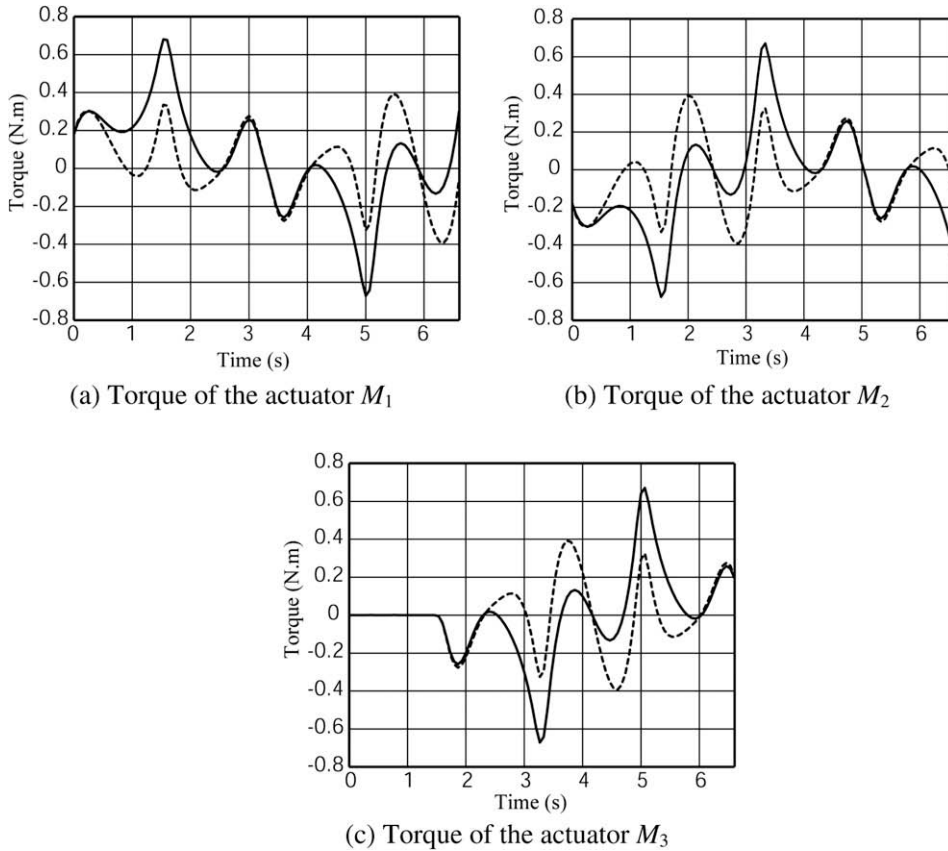 0.8
0.6
0.4
0.2
0
-0.2
-0.4
-0.6
-0.8
Torque (N.m)
0 1 2 3 4 5 6
Time (s)
(a) Torque of the actuator M1
0.8
0.6
0.4
0.2
0
-0.2
-0.4
-0.6
-0.8
Torque (N.m)
0 1 2 3 4 5 6
Time (s)
(b) Torque of the actuator M2
0.8
0.6
0.4
0.2
0
-0.2
-0.4
-0.6
-0.8
Torque (N.m)
0 1 2 3 4 5 6
Time (s)
(c) Torque of the actuator M3